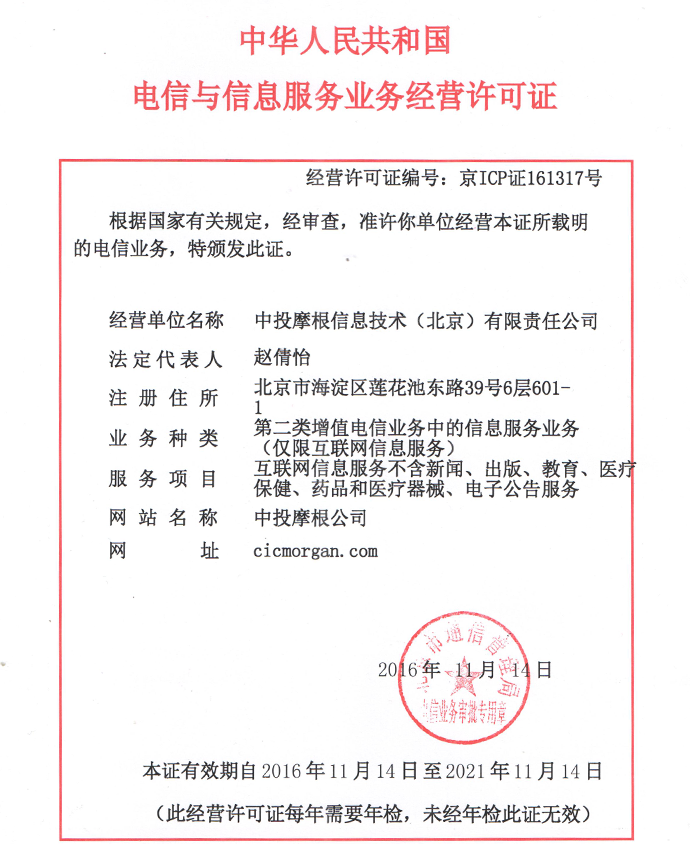 中华人民共和国
电信与信息服务业务经营许可证
经营许可证编号：京ICP证161317号
根据国家有关规定，经审查，准许你单位经营本证所载明
的电信业务，特颁发此证。
经营单位名称 中投摩根信息技术（北京）有限责任公司
法定代表人 赵倩怡
注册住所 北京市海淀区莲花池东路39号6层601-
1
业务种类 第二类增值电信业务中的信息服务业务
（仅限互联网信息服务）
服务项目 互联网信息服务不含新闻、出版、教育、医疗
保健、药品和医疗器械、电子公告服务
网站名称 中投摩根公司
网址 cicmorgan.com
北京市通信管理局
2016年 11月 14日
电信业务审批专用章
本证有效期自2016年11月14日至2021年11月14日
（此经营许可证每年需要年检，未经年检此证无效）